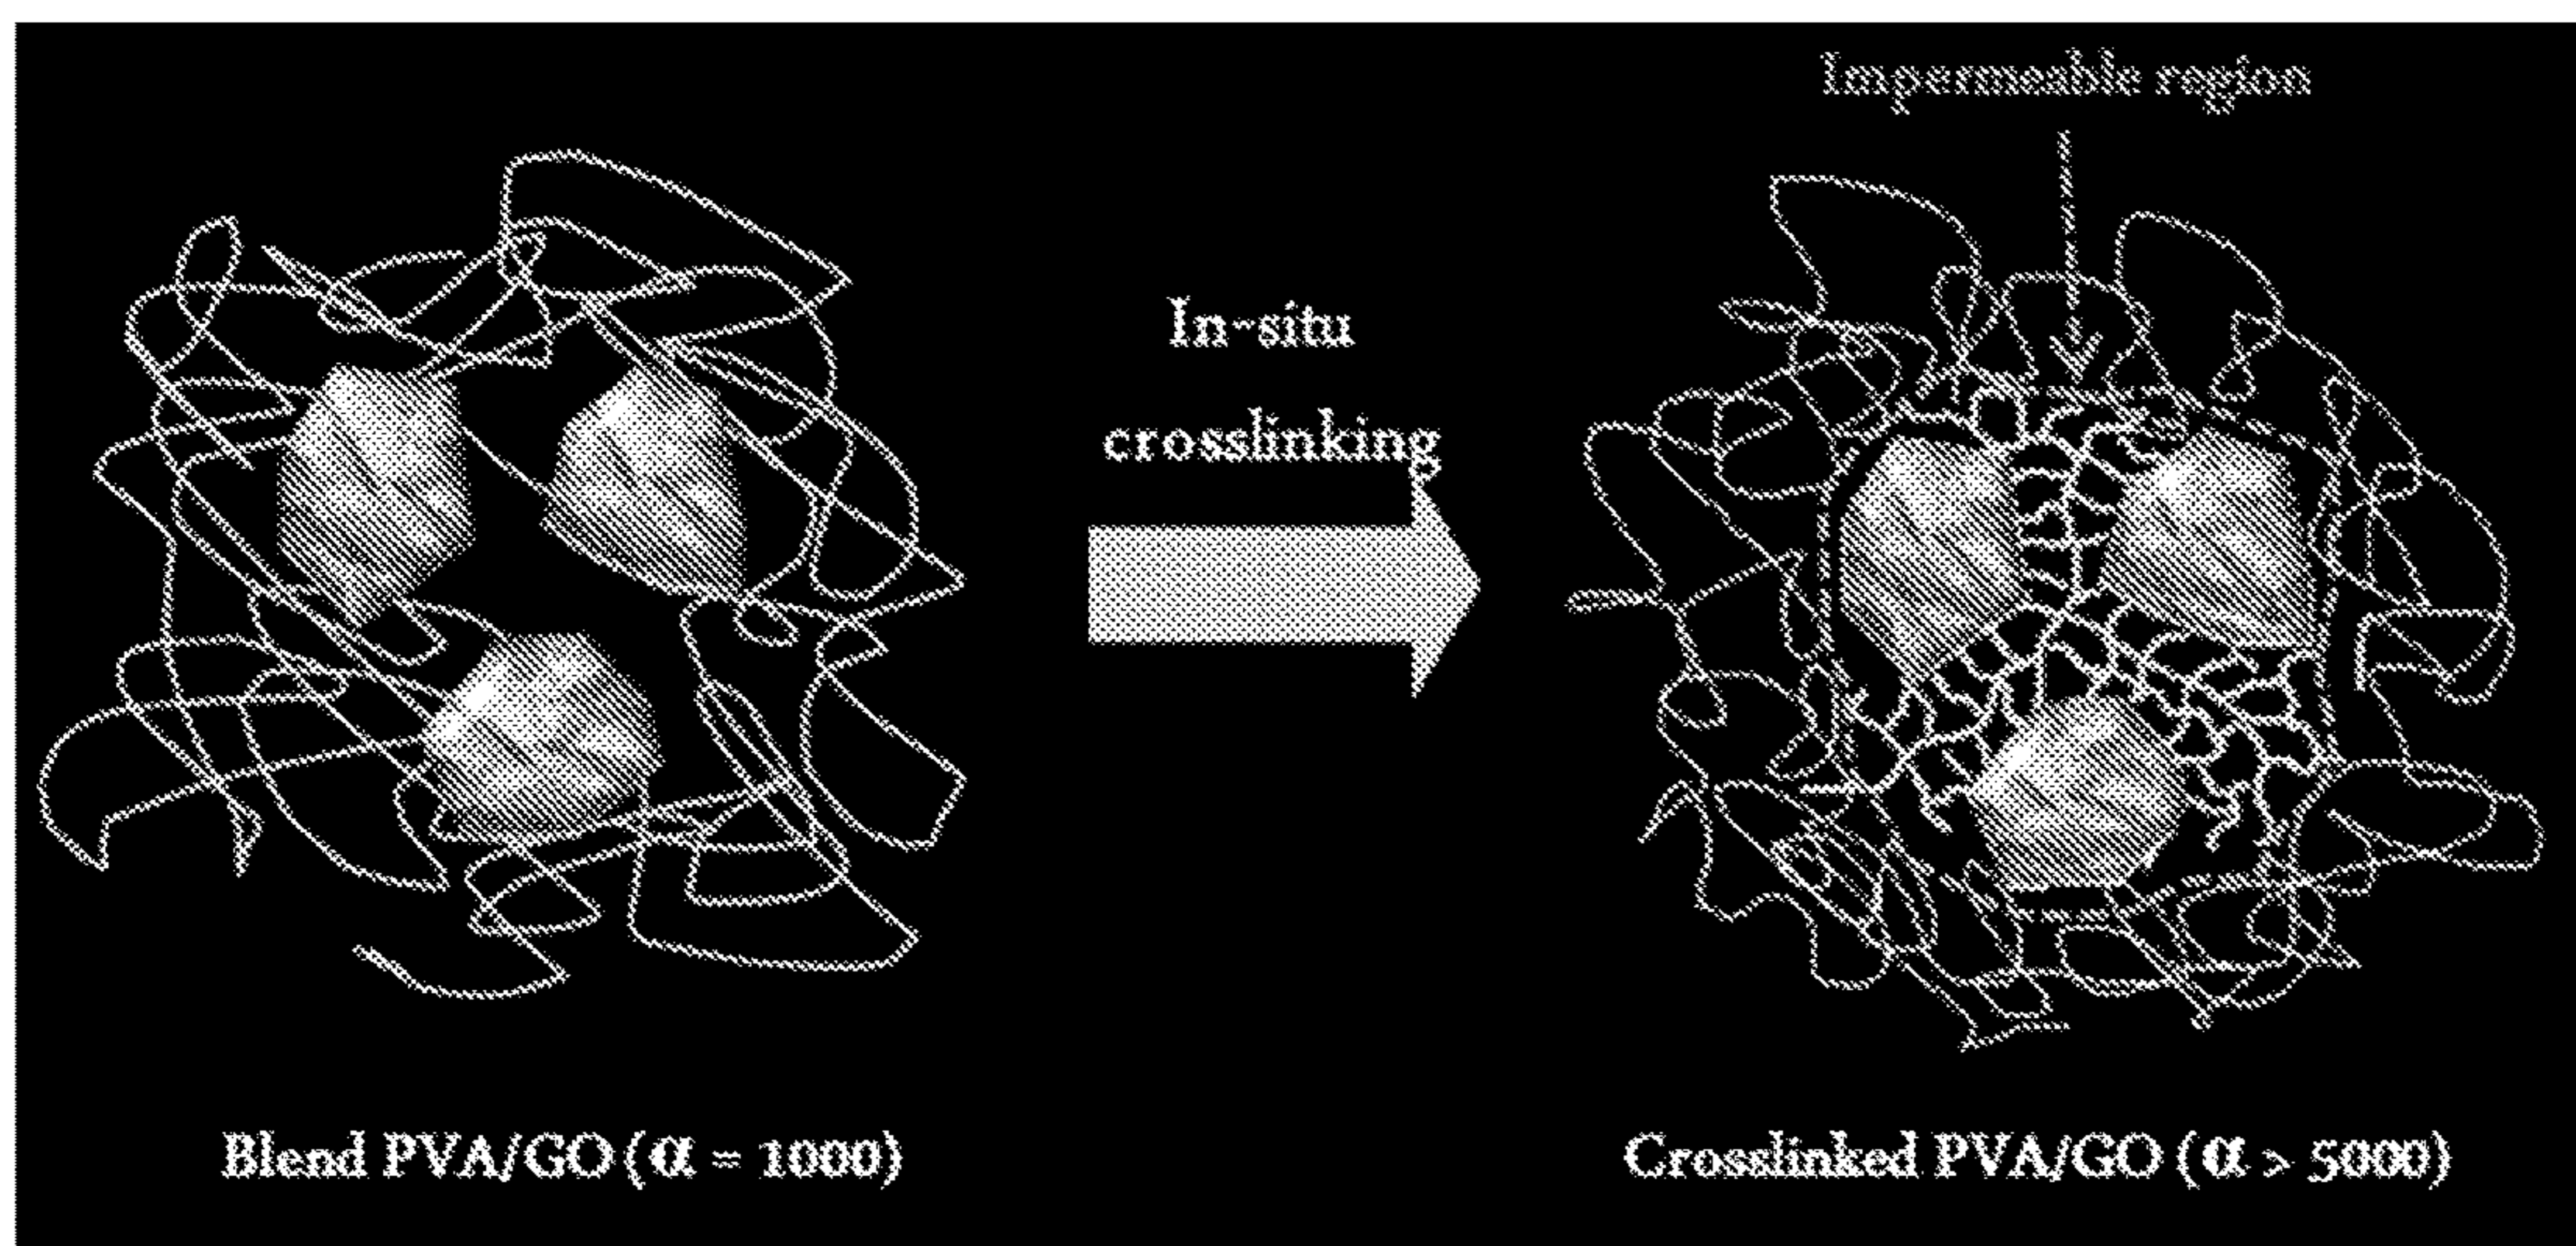 Impermeable region
In-situ
crosslinking
Blend PVA/GO (α = 1000)
Crosslinked PVA/GO (α > 5000)